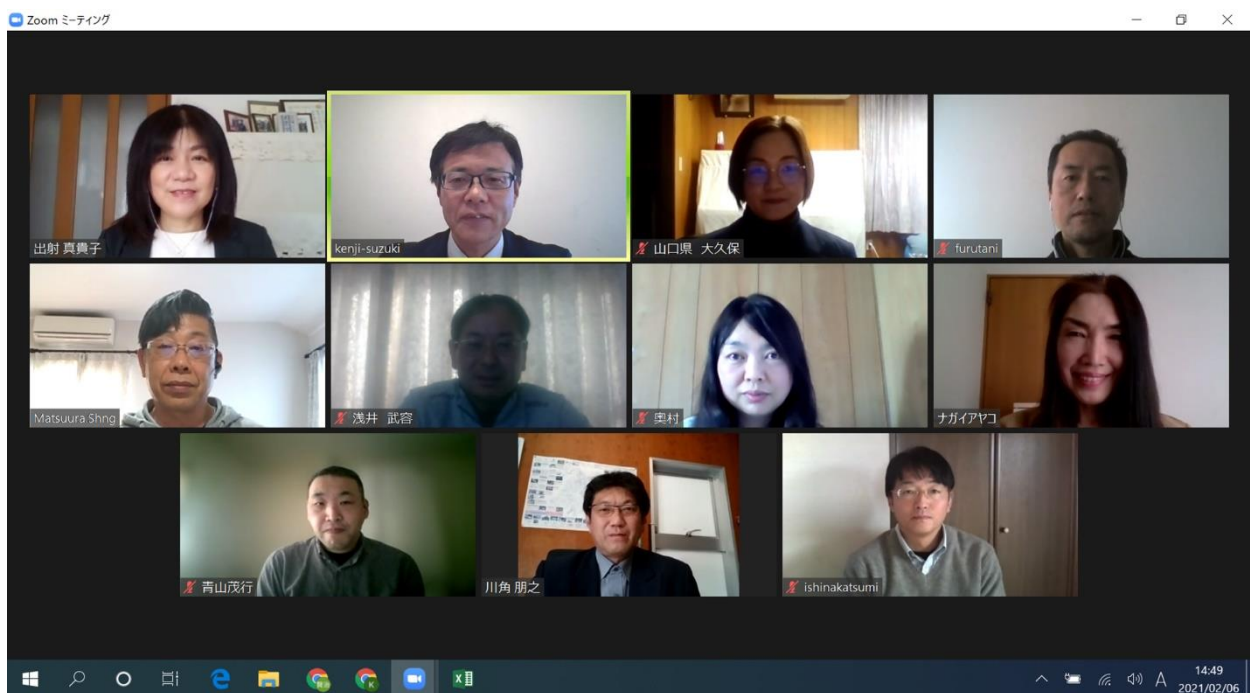 Zoom ミーティング
出射 真貴子
kenji-suzuki
山口県 大久保
furutani
Matsuura Shng
浅井 武容
奥村
ナガイアヤコ
青山茂行
川角 朋之
ishinakatsumi
A
14:49
2021/02/06